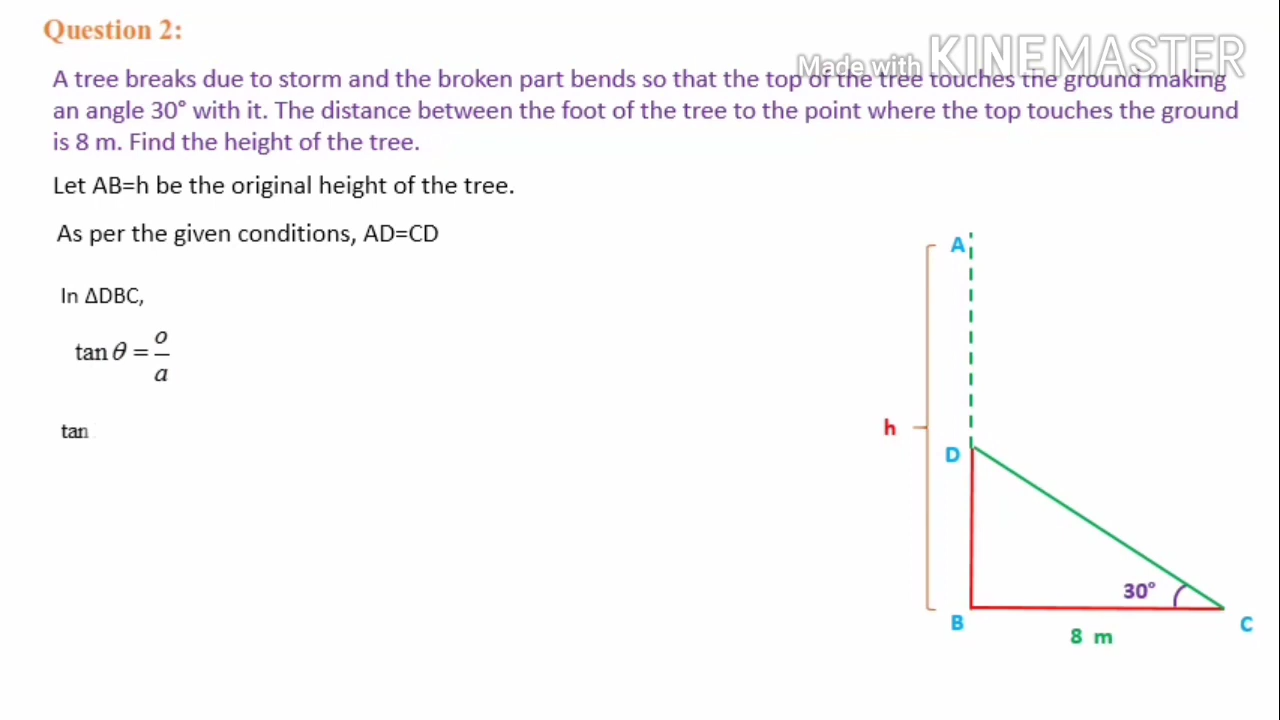 Question 2:
Made with KINEMASTER
A tree breaks due to storm and the broken part bends so that the top of the tree touches the ground making
an angle 30° with it. The distance between the foot of the tree to the point where the top touches the ground
is 8 m. Find the height of the tree.
Let AB=h be the original height of the tree.
As per the given conditions, AD=CD
In ΔDBC,
tan θ = o/a
tan
A
h
D
30°
B
C
8 m